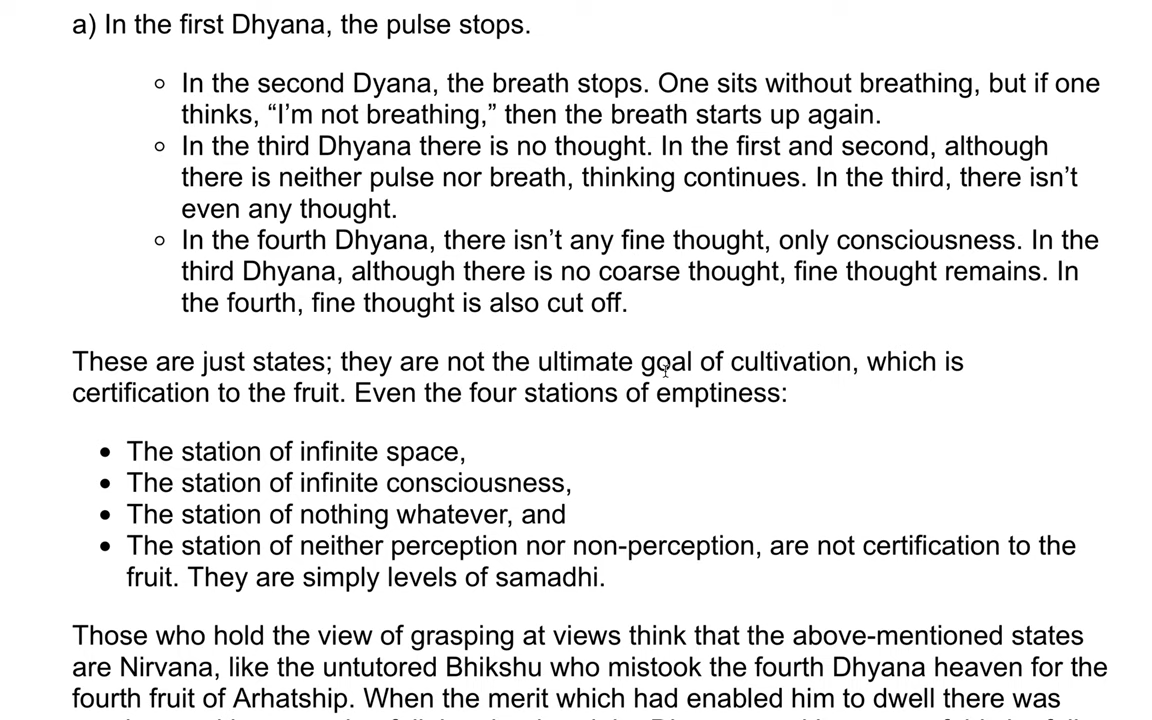 a) In the first Dhyana, the pulse stops.
○ In the second Dyana, the breath stops. One sits without breathing, but if one
thinks, “I’m not breathing,” then the breath starts up again.
○ In the third Dhyana there is no thought. In the first and second, although
there is neither pulse nor breath, thinking continues. In the third, there isn’t
even any thought.
○ In the fourth Dhyana, there isn’t any fine thought, only consciousness. In the
third Dhyana, although there is no coarse thought, fine thought remains. In
the fourth, fine thought is also cut off.
These are just states; they are not the ultimate goal of cultivation, which is
certification to the fruit. Even the four stations of emptiness:
● The station of infinite space,
● The station of infinite consciousness,
● The station of nothing whatever, and
● The station of neither perception nor non-perception, are not certification to the
fruit. They are simply levels of samadhi.
Those who hold the view of grasping at views think that the above-mentioned states
are Nirvana, like the untutored Bhikshu who mistook the fourth Dhyana heaven for the
fourth fruit of Arhatship. When the merit which had enabled him to dwell there was